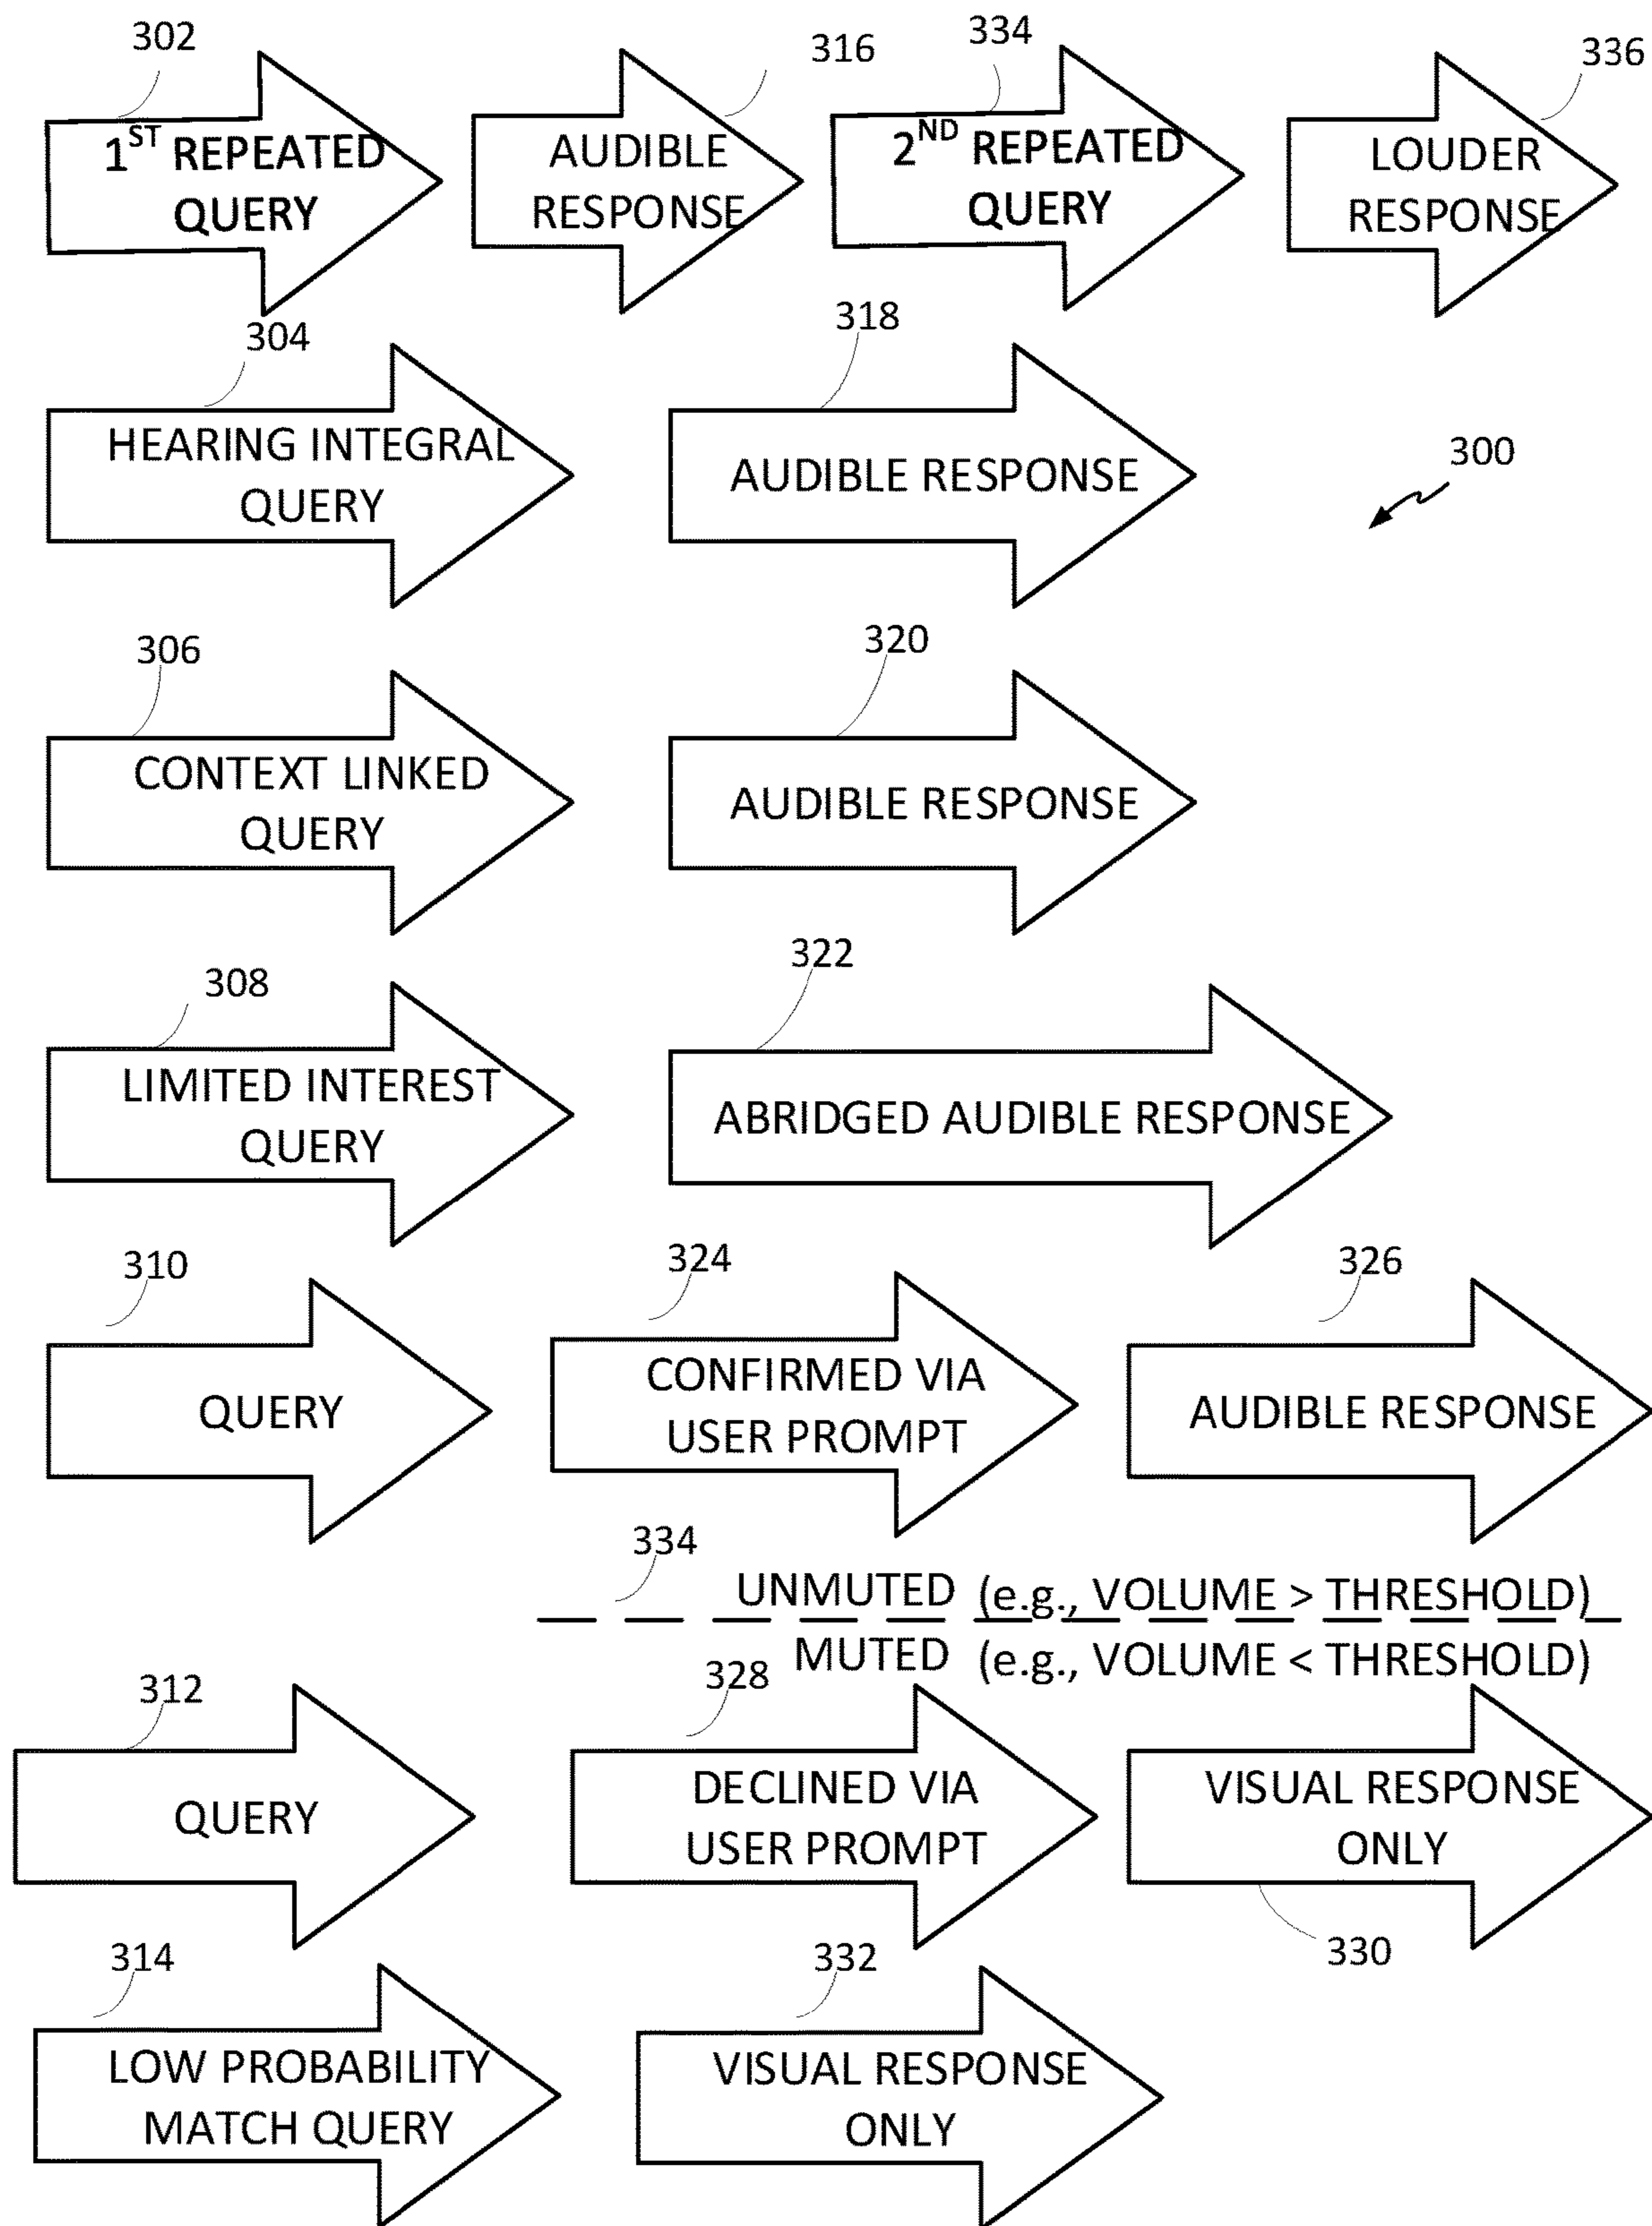 302
316
334
336
1ST REPEATED
QUERY
AUDIBLE
RESPONSE
2ND REPEATED
QUERY
LOUDER
RESPONSE
304
318
HEARING INTEGRAL
QUERY
AUDIBLE RESPONSE
300
306
320
CONTEXT LINKED
QUERY
AUDIBLE RESPONSE
308
322
LIMITED INTEREST
QUERY
ABRIDGED AUDIBLE RESPONSE
310
324
326
QUERY
CONFIRMED VIA
USER PROMPT
AUDIBLE RESPONSE
334
UNMUTED (e.g., VOLUME > THRESHOLD)
MUTED (e.g., VOLUME < THRESHOLD)
312
328
QUERY
DECLINED VIA
USER PROMPT
VISUAL RESPONSE
ONLY
330
314
332
LOW PROBABILITY
MATCH QUERY
VISUAL RESPONSE
ONLY